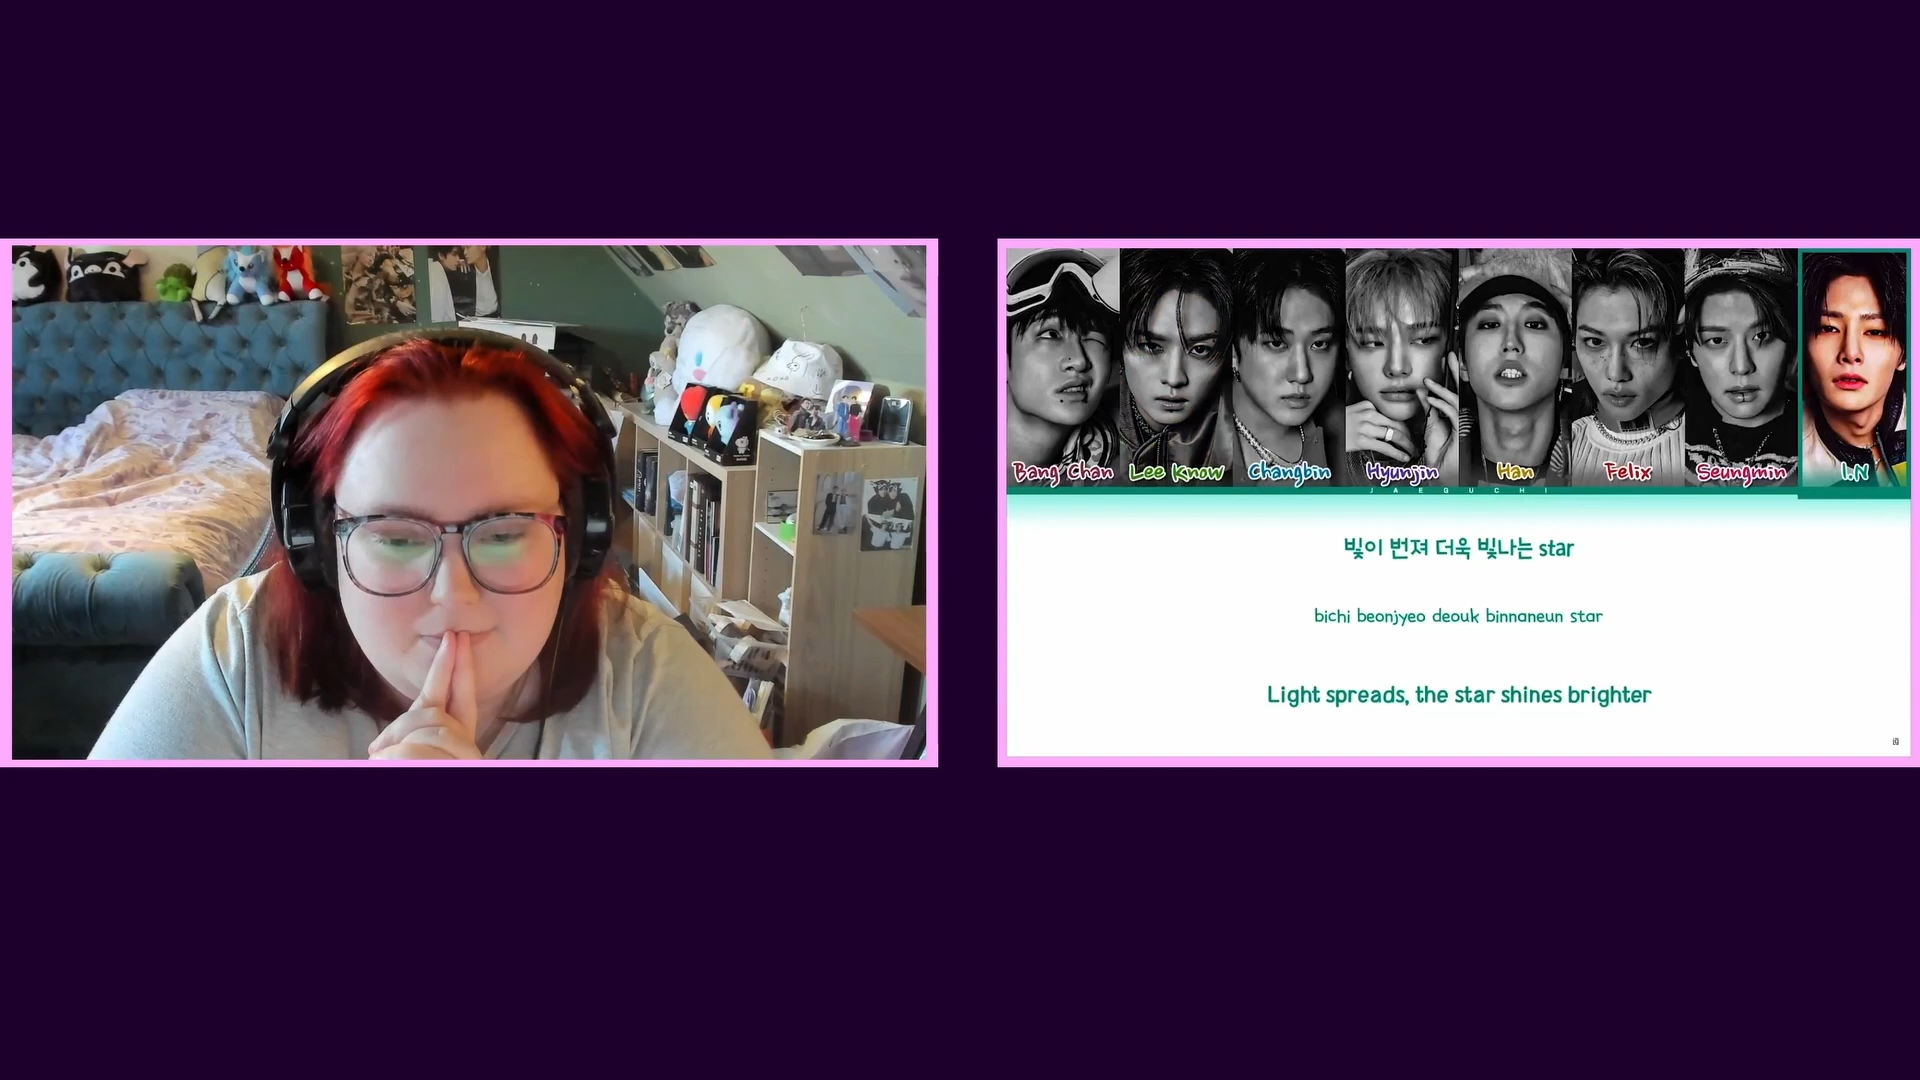 Bang Chan
Lee Know
Changbin
Hyunjin
Han
Felix
Seungmin
I.N
JAEGUCHI
빛이 번져 더욱 빛나는 star
bichi beonjyeo deouk binnaneun star
Light spreads, the star shines brighter